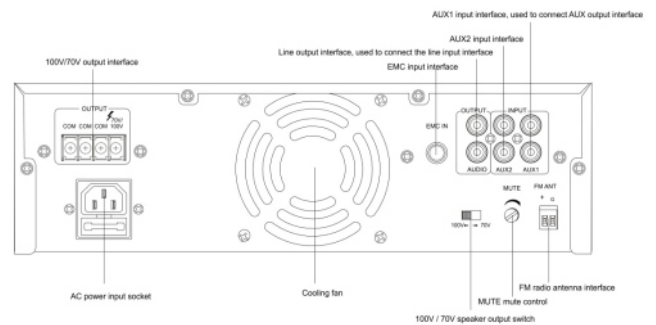 AUX1 input interface, used to connect AUX output interface
AUX2 input interface
Line output interface, used to connect the line input interface
100V/70V output interface
EMC input interface
OUTPUT
70V/
COM COM COM 100V
OUTPUT INPUT
EMC IN
AUDIO AUX2 AUX1
MUTE FM ANT
100V 70V
AC power input socket
Cooling fan
FM radio antenna interface
MUTE mute control
100V / 70V speaker output switch